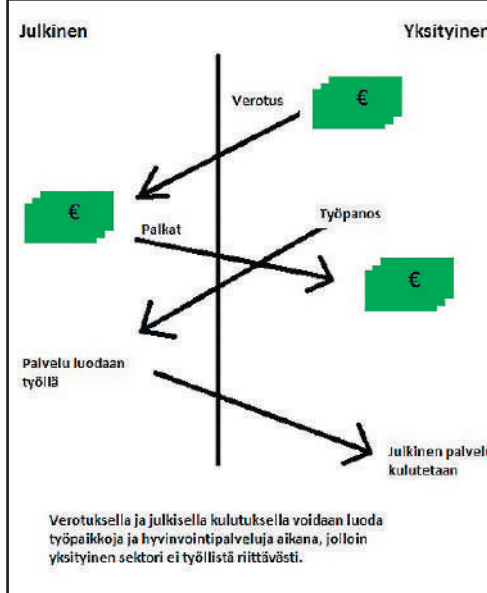 Julkinen
Yksityinen
€
Verotus
€
Palkat
Työpanos
€
Palvelu luodaan
työllä
Julkinen palvelu
kulutetaan
Verotuksella ja julkisella kulutuksella voidaan luoda
työpaikkoja ja hyvinvointipalveluja aikana, jolloin
yksityinen sektori ei työllistä riittävästi.